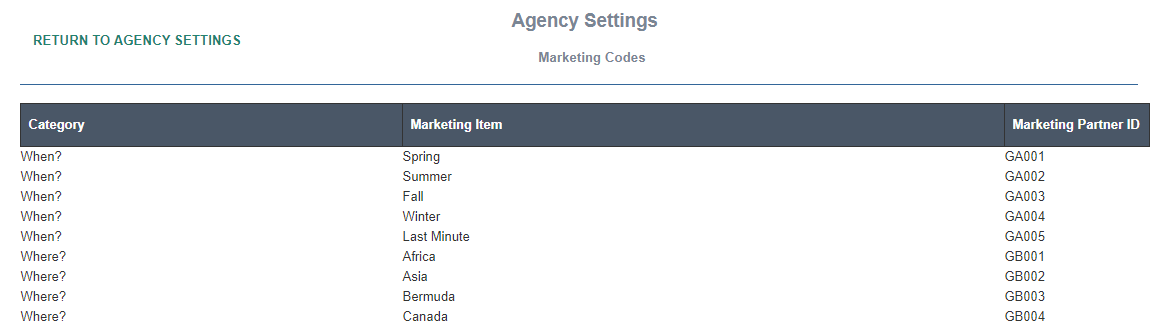 Agency Settings
RETURN TO AGENCY SETTINGS
Marketing Codes
Category Marketing Item Marketing Partner ID
When? Spring GA001
When? Summer GA002
When? Fall GA003
When? Winter GA004
When? Last Minute GA005
Where? Africa GB001
Where? Asia GB002
Where? Bermuda GB003
Where? Canada GB004